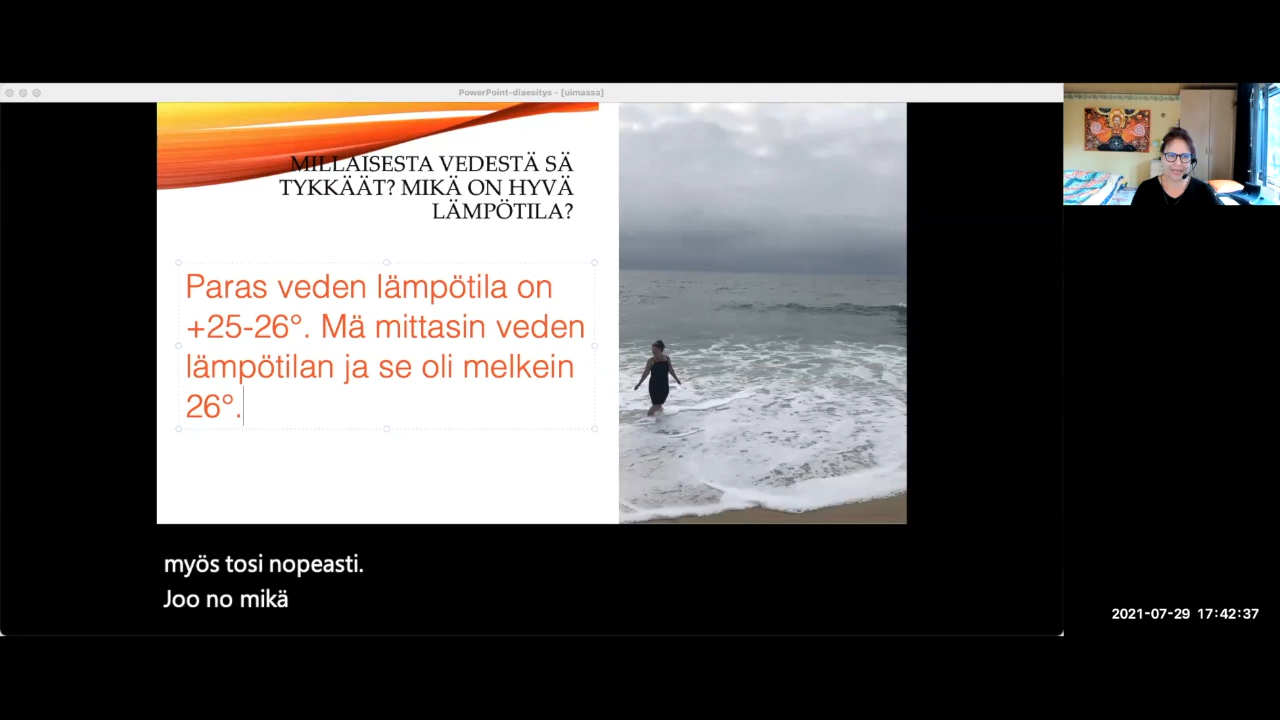 PowerPoint-diaesitys - [uimassa]
MILLAISESTA VEDESTÄ SÄ
TYKKÄÄT? MIKÄ ON HYVÄ
LÄMPÖTILA?
Paras veden lämpötila on
+25-26°. Mä mittasin veden
lämpötilan ja se oli melkein
26°.
myös tosi nopeasti.
Joo no mikä
2021-07-29 17:42:37